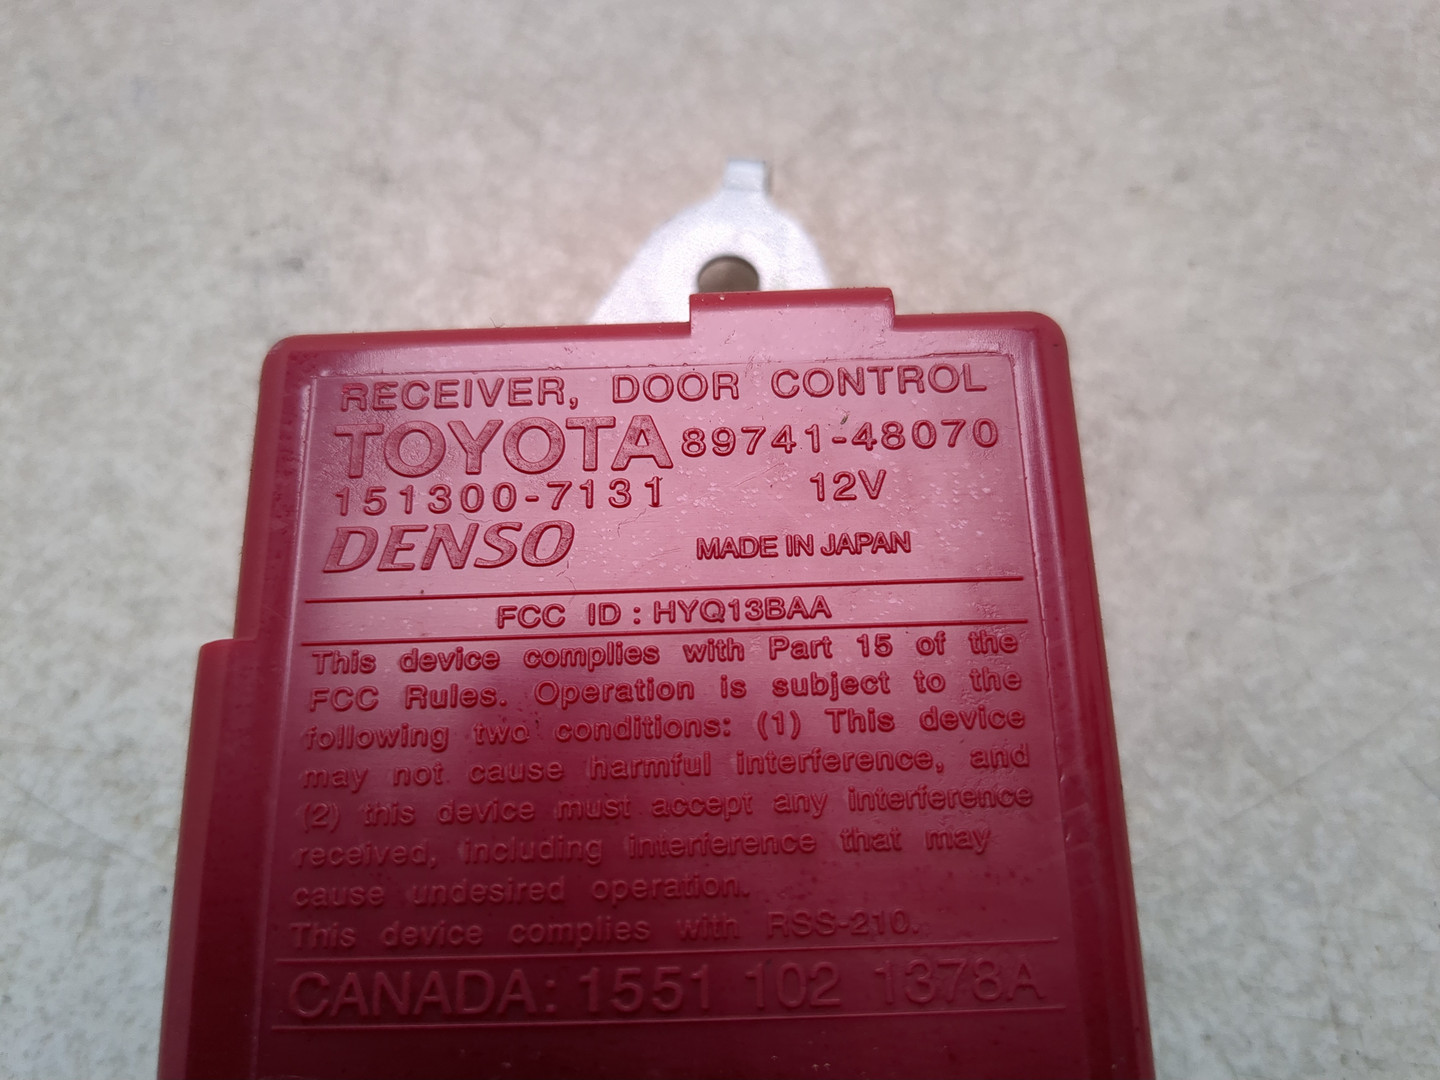 RECEIVER, DOOR CONTROL
TOYOTA 89741-48070
151300-7131 12V
DENSO MADE IN JAPAN
FCC ID : HYQ13BAA
This device complies with Part 15 of the
FCC Rules. Operation is subject to the
following two conditions: (1) This device
may not cause harmful interference, and
(2) this device must accept any interference
received, including interference that may
cause undesired operation.
This device complies with RSS-210.
CANADA: 1551 102 1378A